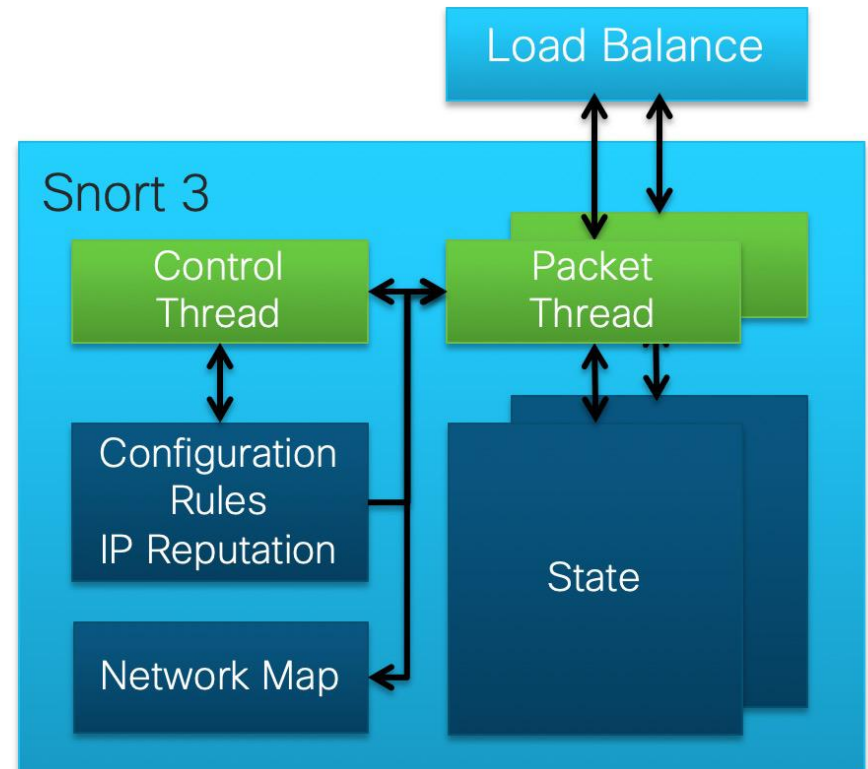 Load Balance
Snort 3
Control
Thread
Packet
Thread
Configuration
Rules
IP Reputation
State
Network Map